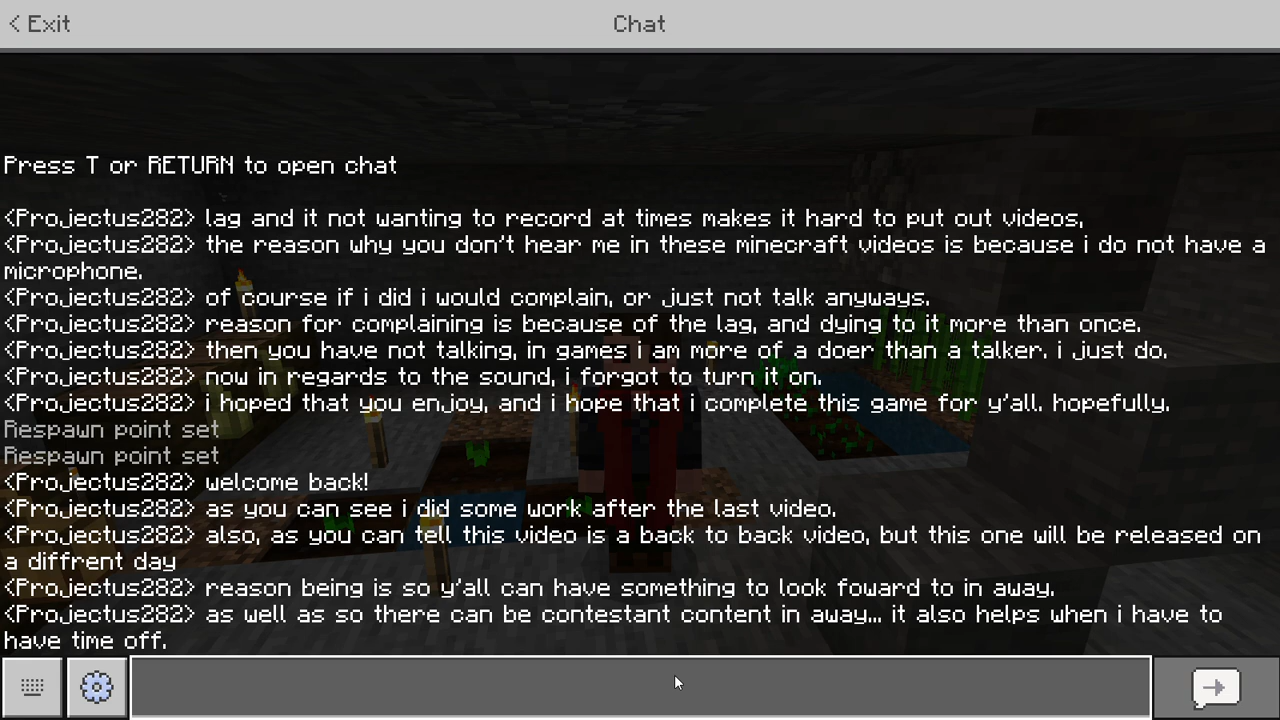 < Exit
Chat
Press T or RETURN to open chat
<Projectus282> lag and it not wanting to record at times makes it hard to put out videos,
<Projectus282> the reason why you don't hear me in these minecraft videos is because i do not have a
microphone.
<Projectus282> of course if i did i would complain, or just not talk anyways.
<Projectus282> reason for complaining is because of the lag, and dying to it more than once.
<Projectus282> then you have not talking, in games i am more of a doer than a talker. i just do.
<Projectus282> now in regards to the sound, i forgot to turn it on.
<Projectus282> i hoped that you enjoy, and i hope that i complete this game for y'all. hopefully.
Respawn point set
Respawn point set
<Projectus282> welcome back!
<Projectus282> as you can see i did some work after the last video.
<Projectus282> also, as you can tell this video is a back to back video, but this one will be released on
a diffrent day
<Projectus282> reason being is so y'all can have something to look foward to in away.
<Projectus282> as well as so there can be contestant content in away... it also helps when i have to
have time off.